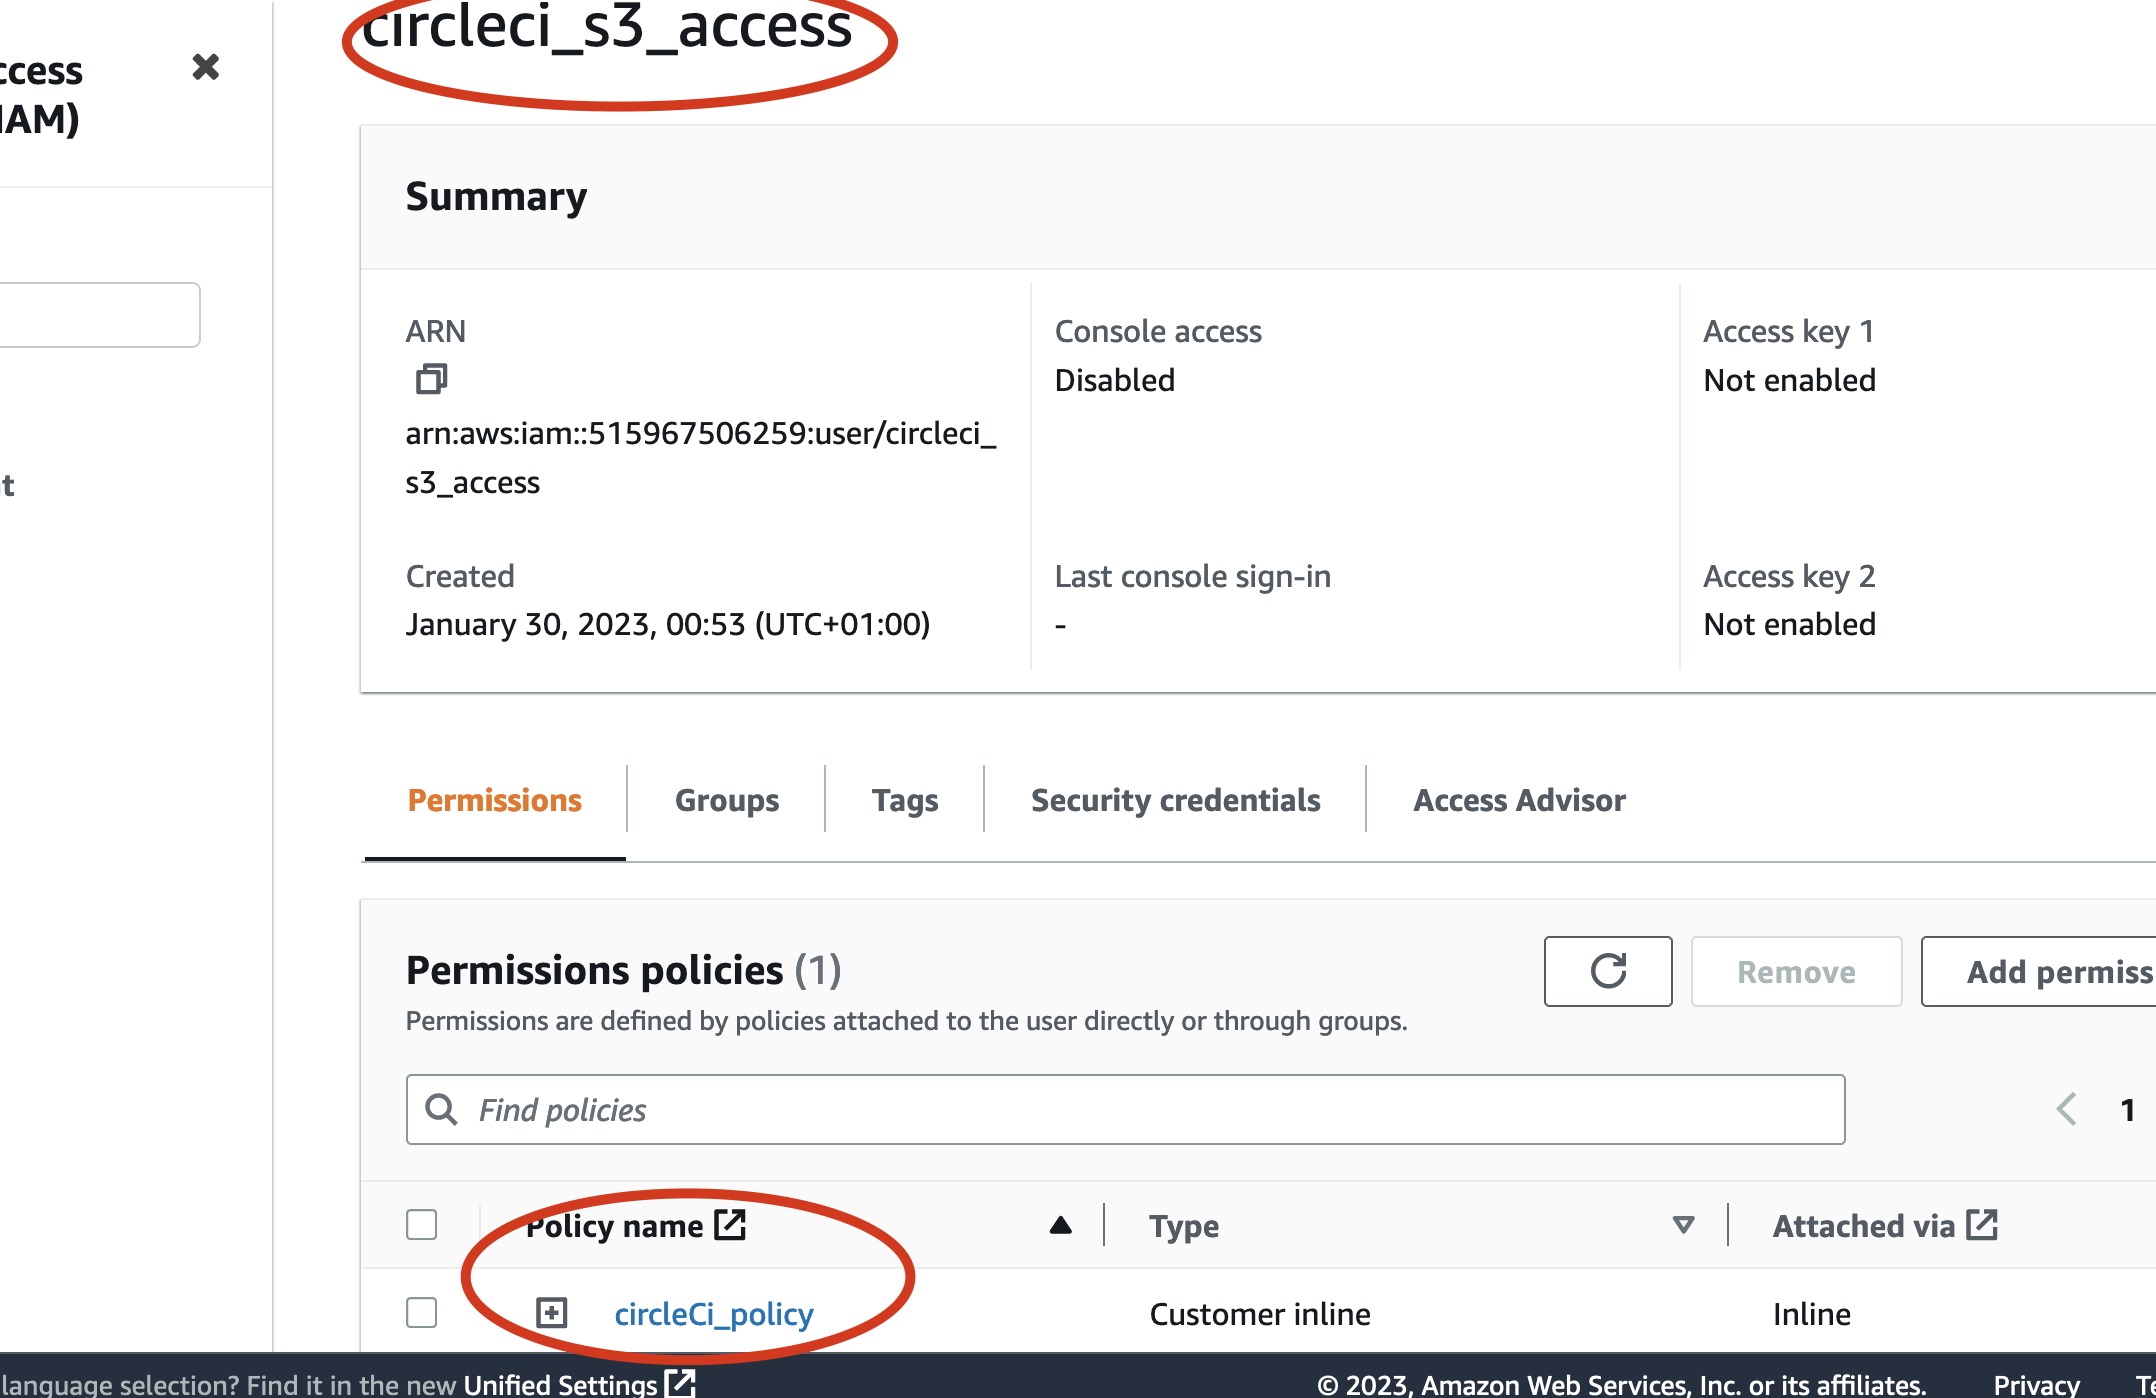 circleci_s3_access
ccess
IAM)
Summary
ARN
Console access
Access key 1
Disabled
Not enabled
arn:aws:iam::515967506259:user/circleci_
s3_access
t
Created
Last console sign-in
Access key 2
January 30, 2023, 00:53 (UTC+01:00)
-
Not enabled
Permissions
Groups
Tags
Security credentials
Access Advisor
Permissions policies (1)
Remove
Add permiss
Permissions are defined by policies attached to the user directly or through groups.
Find policies
1
Policy name
Type
Attached via
circleCi_policy
Customer inline
Inline
language selection? Find it in the new Unified Settings
© 2023, Amazon Web Services, Inc. or its affiliates.
Privacy
Te